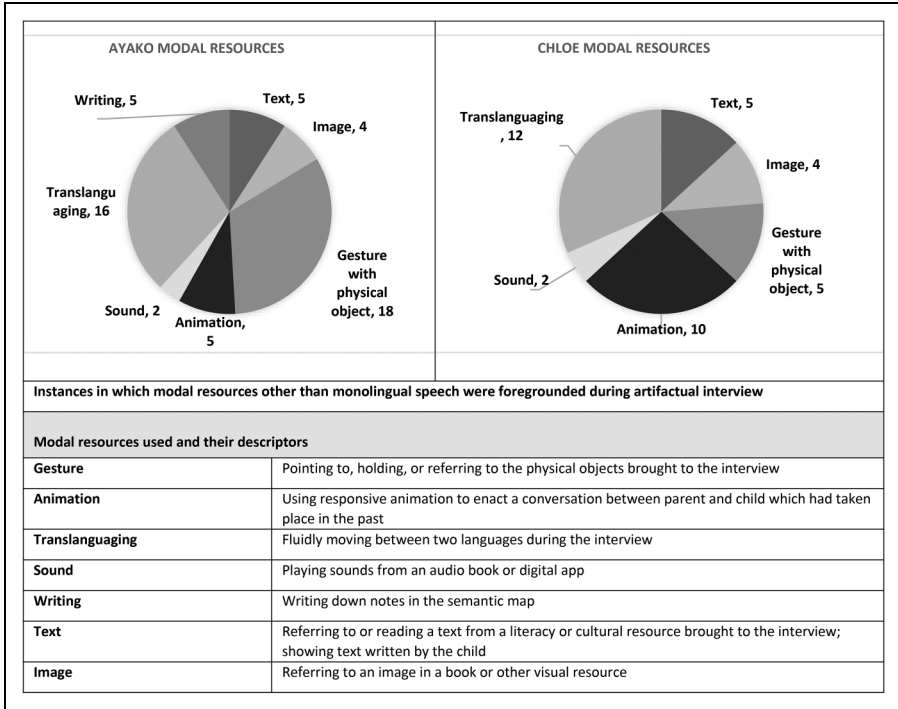 AYAKO MODAL RESOURCES
Writing, 5
Text, 5
Image, 4
Translangu
aging, 16
Gesture
with
physical
object, 18
Sound, 2
Animation,
5
CHLOE MODAL RESOURCES
Translanguaging
, 12
Text, 5
Image, 4
Gesture
with
physical
object, 5
Sound, 2
Animation, 10
Instances in which modal resources other than monolingual speech were foregrounded during artifactual interview
Modal resources used and their descriptors
Gesture Pointing to, holding, or referring to the physical objects brought to the interview
Animation Using responsive animation to enact a conversation between parent and child which had taken
place in the past
Translanguaging Fluidly moving between two languages during the interview
Sound Playing sounds from an audio book or digital app
Writing Writing down notes in the semantic map
Text Referring to or reading a text from a literacy or cultural resource brought to the interview;
showing text written by the child
Image Referring to an image in a book or other visual resource